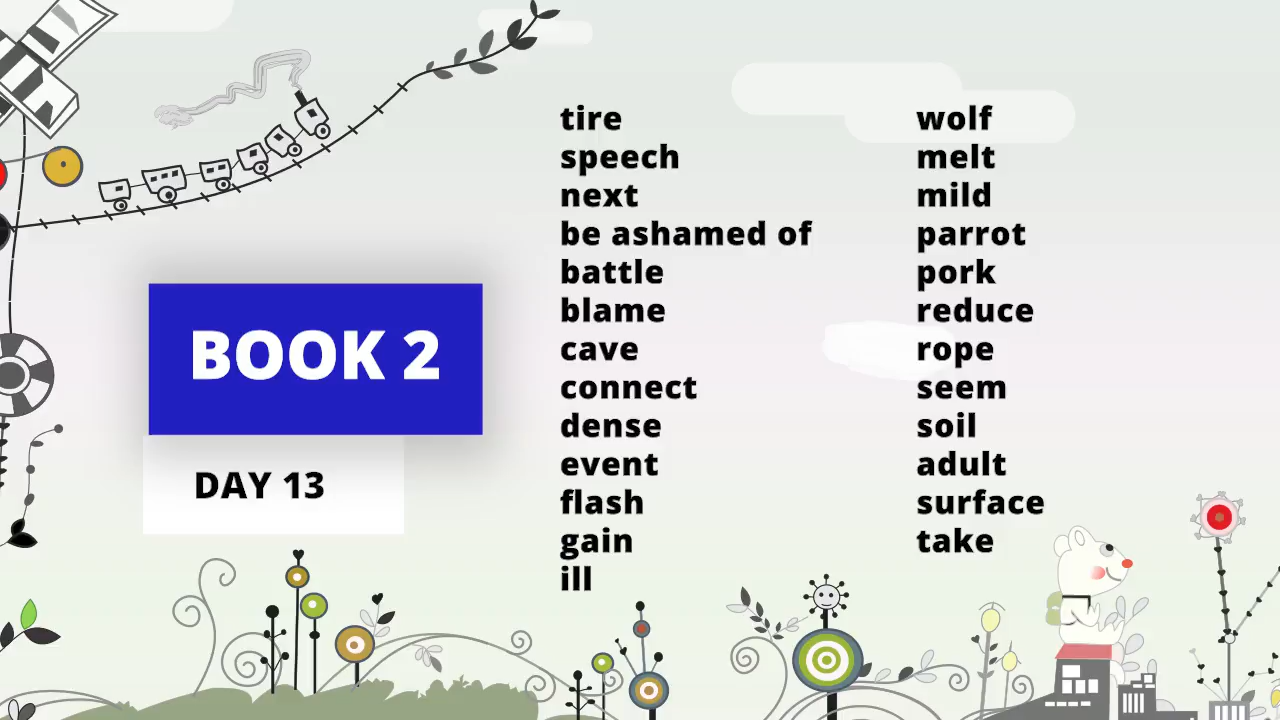 BOOK 2
DAY 13
tire
speech
next
be ashamed of
battle
blame
cave
connect
dense
event
flash
gain
ill
wolf
melt
mild
parrot
pork
reduce
rope
seem
soil
adult
surface
take